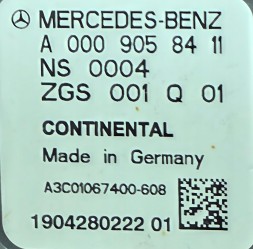 MERCEDES-BENZ
A 000 905 84 11
NS 0004
ZGS 001 Q 01
CONTINENTAL
Made in Germany
A3C01067400-608
1904280222 01